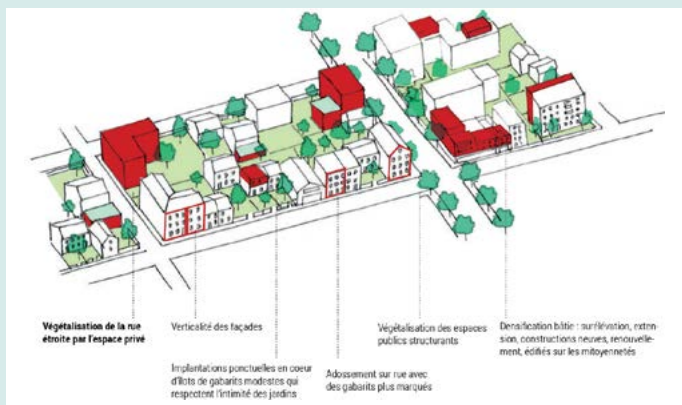 Végétalisation de la rue
étroite par l'espace privé
Verticalité des façades
Implantations ponctuelles en coeur
d'îlots de gabarits modestes qui
respectent l'intimité des jardins
Adossement sur rue avec
des gabarits plus marqués
Végétalisation des espaces
publics structurants
Densification bâtie : surélévation, exten-
sion, constructions neuves, renouvelle-
ment, édifiés sur les mitoyennetés